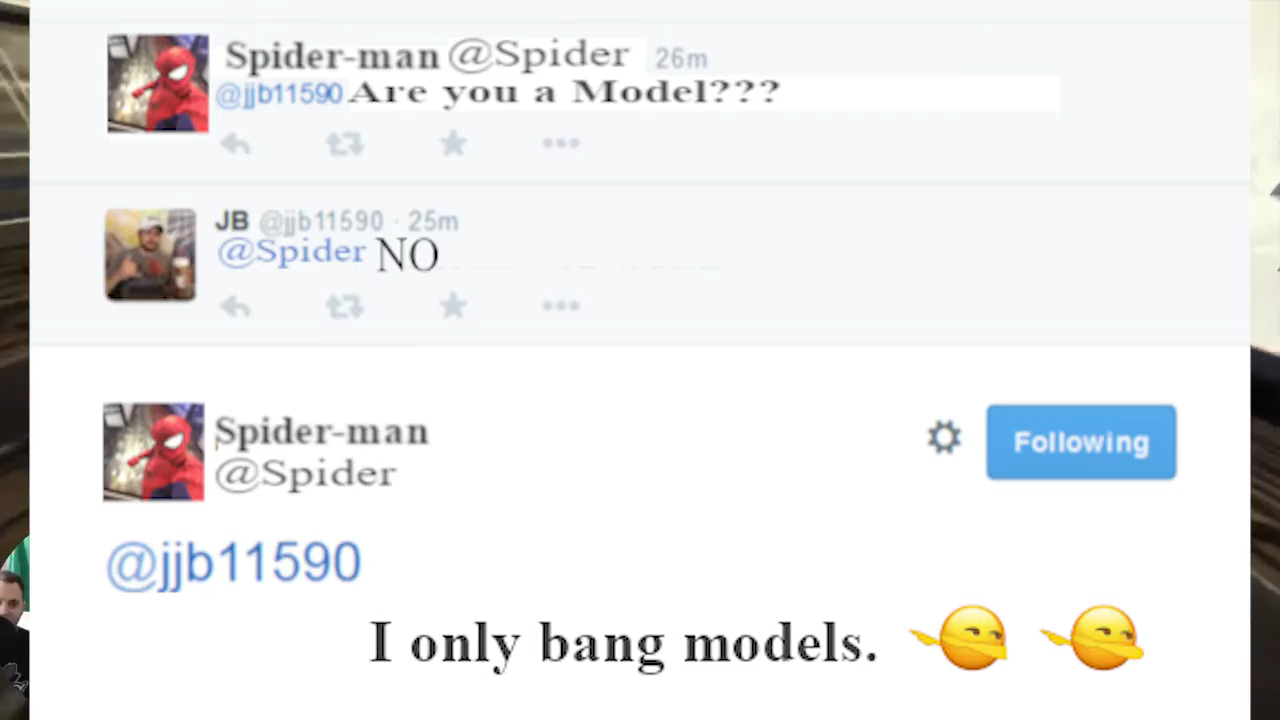 Spider-man @Spider 26m
@jjb11590 Are you a Model???
JB @jjb11590 · 25m
@Spider NO
Spider-man
@Spider
Following
@jjb11590
I only bang models.